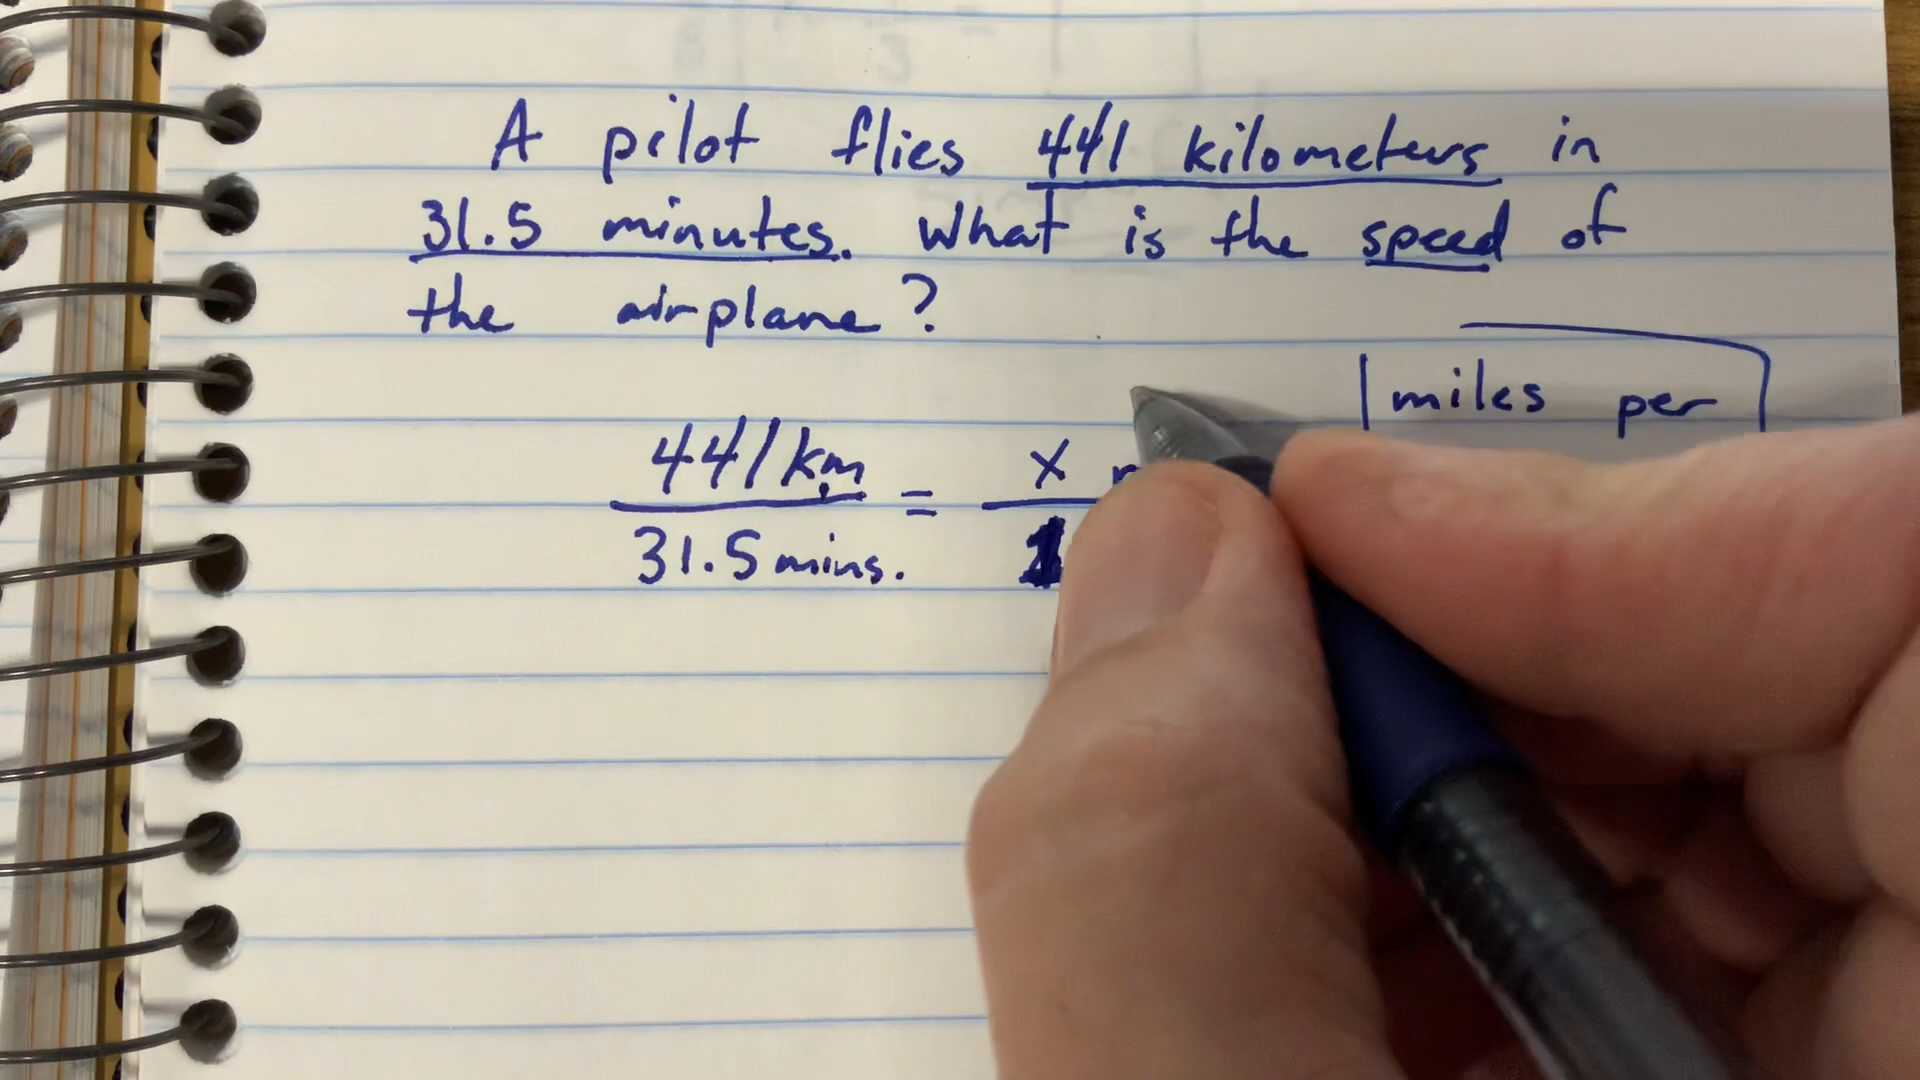 A pilot flies 441 kilometers in
31.5 minutes. What is the speed of
the airplane?
miles per
441 km = x
31.5 mins. 1